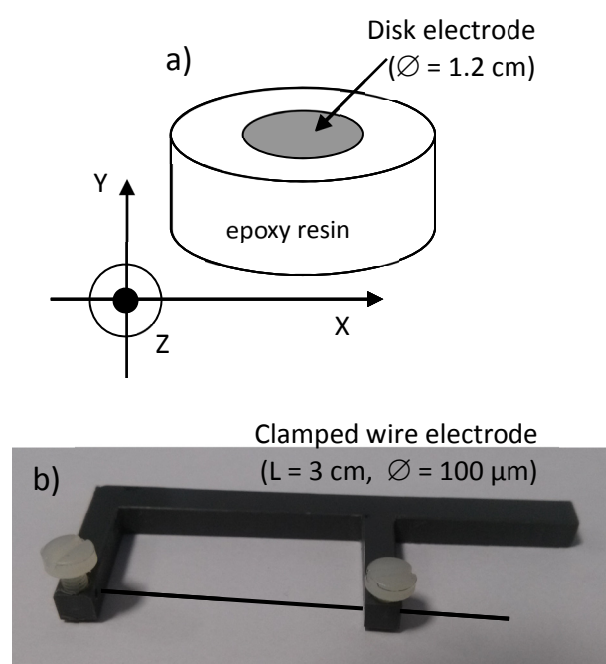 Disk electrode
a)
(∅ = 1.2 cm)
Y
epoxy resin
X
Z
Clamped wire electrode
b)
(L = 3 cm, ∅ = 100 µm)